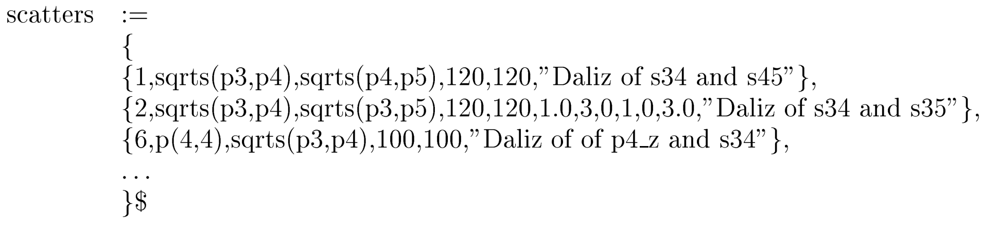 scatters :=
{
{1,sqrts(p3,p4),sqrts(p4,p5),120,120,”Daliz of s34 and s45”},
{2,sqrts(p3,p4),sqrts(p3,p5),120,120,1.0,3,0,1,0,3.0,”Daliz of s34 and s35”},
{6,p(4,4),sqrts(p3,p4),100,100,”Daliz of of p4_z and s34”},
...
}$